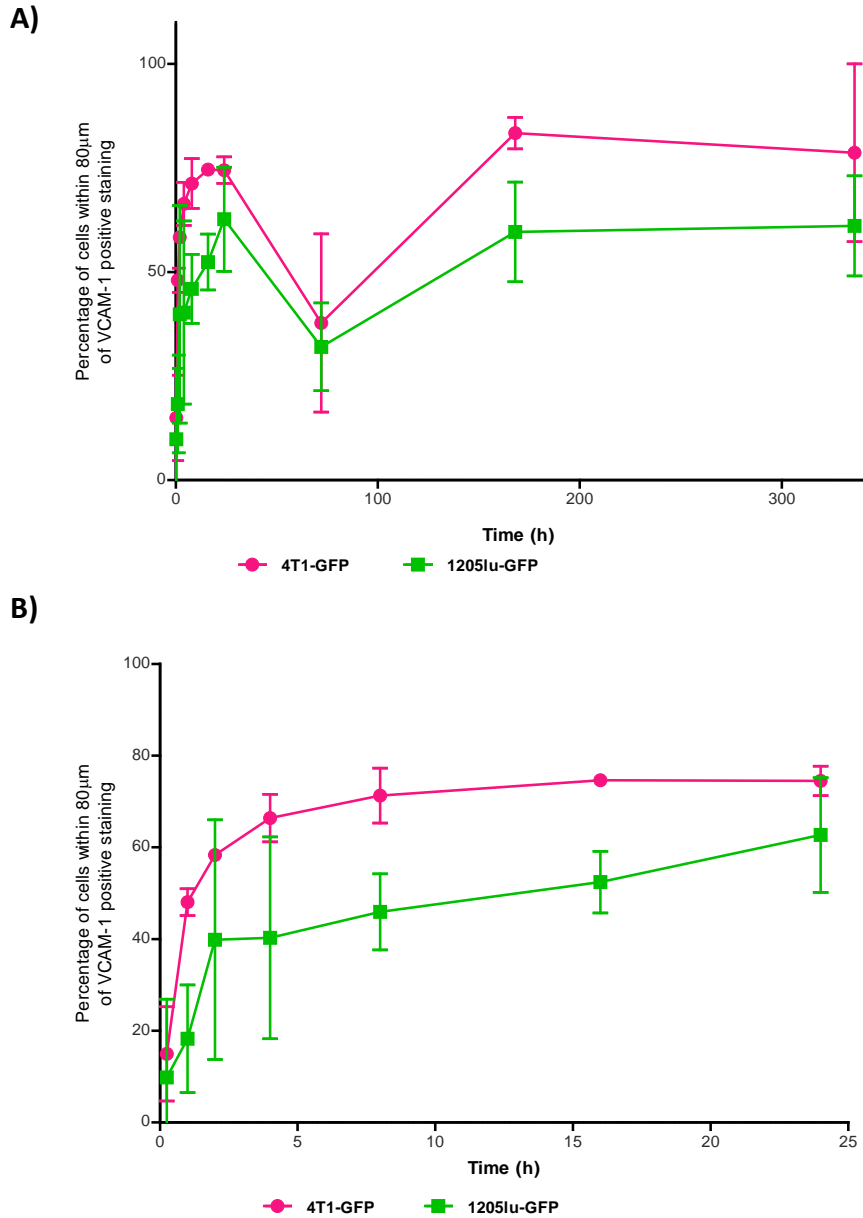 A)
100
50
0
Percentage of cells within 80µm
of VCAM-1 positive staining
0 100 200 300
Time (h)
4T1-GFP 1205lu-GFP
B)
100
80
60
40
20
0
Percentage of cells within 80µm
of VCAM-1 positive staining
0 5 10 15 20 25
Time (h)
4T1-GFP 1205lu-GFP